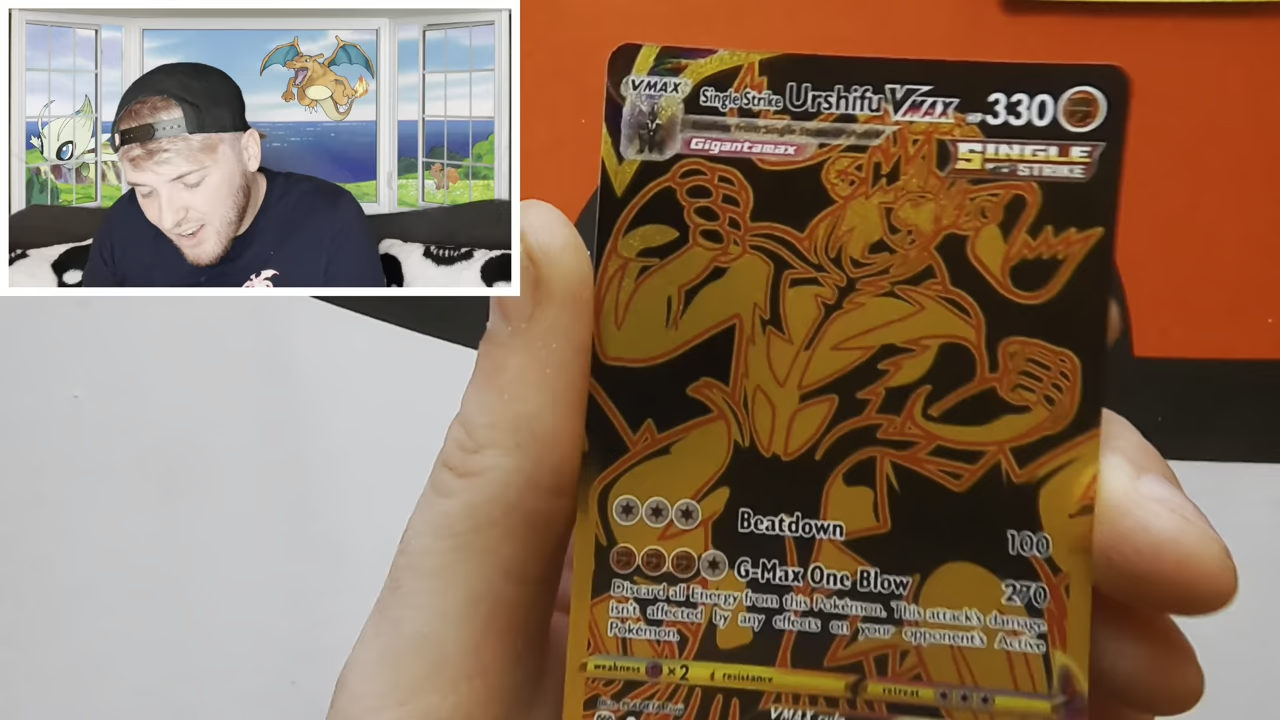 VMAX
Single Strike Urshifu VMAX 330
Gigantamax
SINGLE STRIKE
Beatdown 100
G-Max One Blow 270
Discard all Energy from this Pokémon. This attack's damage
isn't affected by any effects on your opponent's Active
Pokémon.
weakness ×2 resistance retreat
VMAX rule